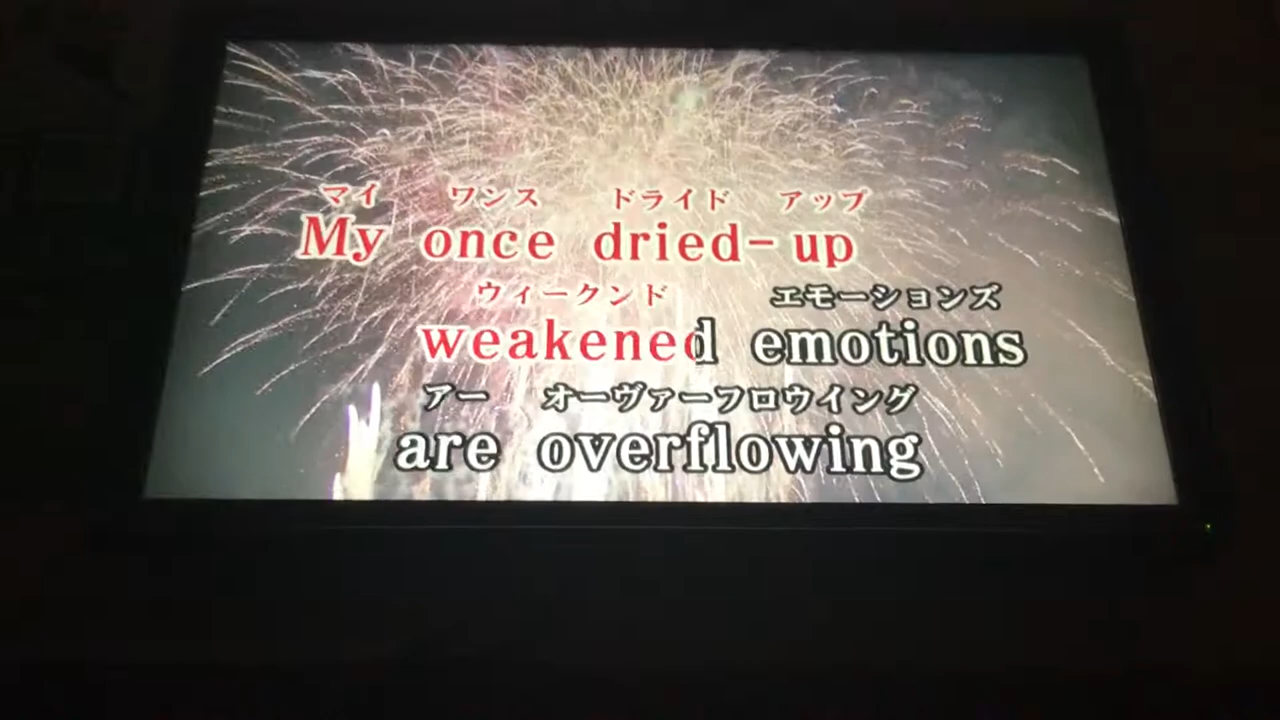 マイ ワンス ドライド アップ
My once dried-up
ウィークンド エモーションズ
weakened emotions
アー オーヴァーフロウイング
are overflowing